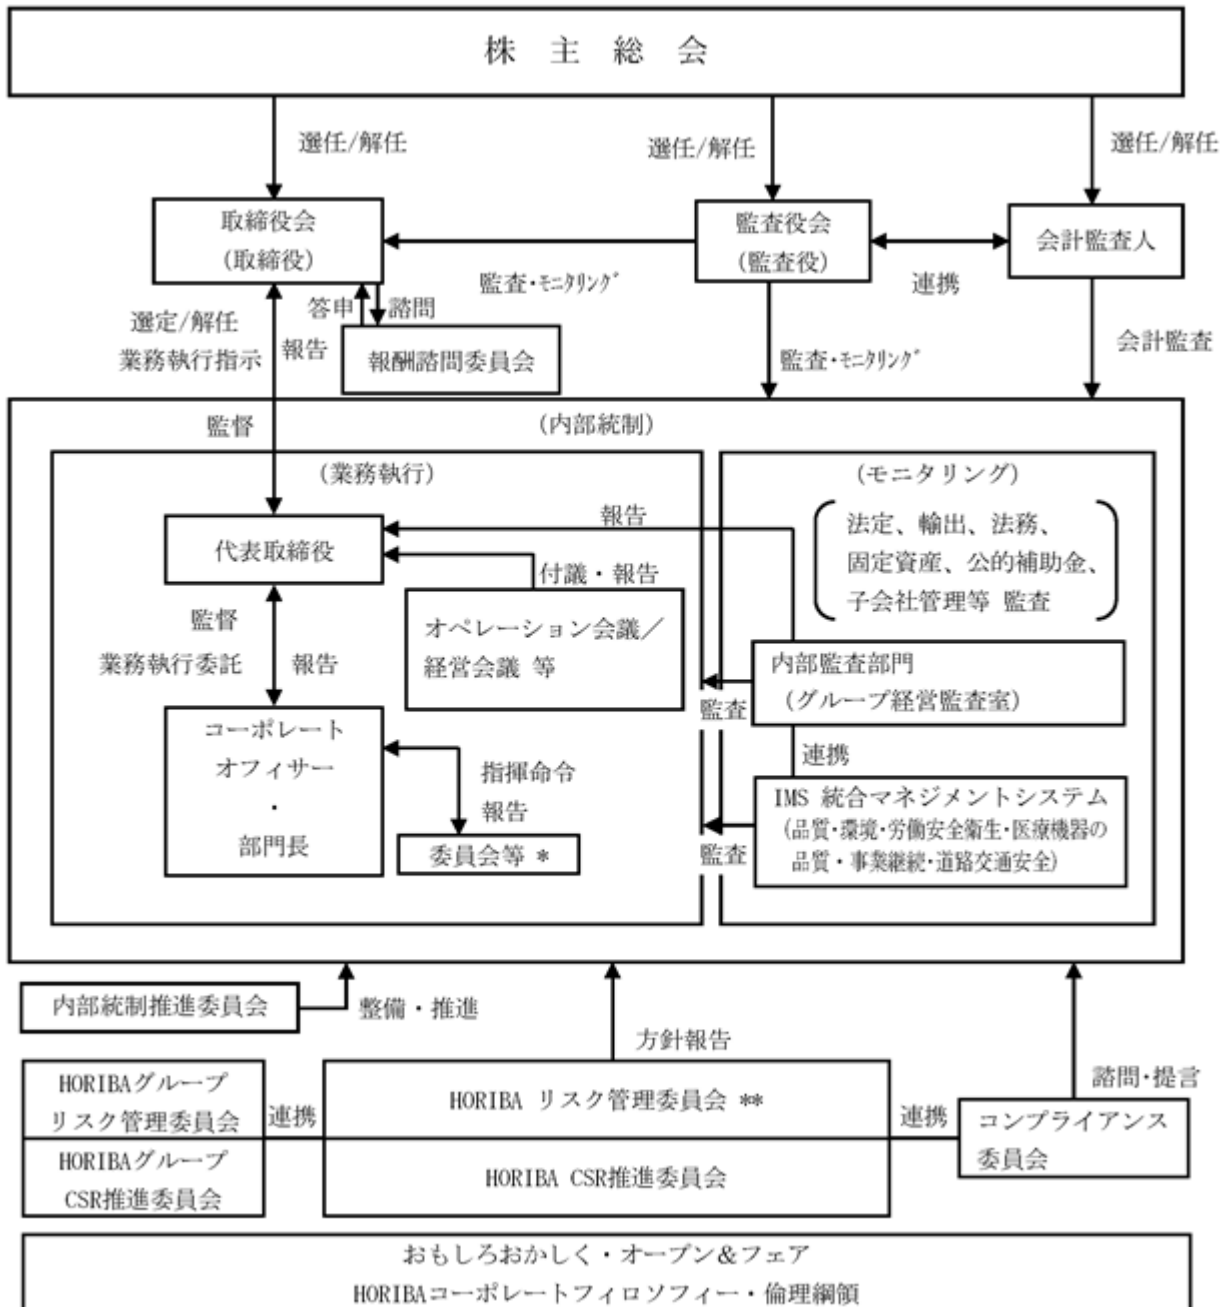 株 主 総 会
選任/解任
選任/解任
選任/解任
取締役会
(取締役)
監査役会
(監査役)
会計監査人
監査・モニタリング
連携
答申
諮問
選定/解任
業務執行指示
報告
報酬諮問委員会
監査・モニタリング
会計監査
監督
(内部統制)
(業務執行)
(モニタリング)
代表取締役
報告
法定、輸出、法務、
固定資産、公的補助金、
子会社管理等 監査
付議・報告
監督
業務執行委託
報告
オペレーション会議/
経営会議 等
内部監査部門
(グループ経営監査室)
監査
コーポレート
オフィサー
・
部門長
連携
指揮命令
報告
IMS 統合マネジメントシステム
(品質・環境・労働安全衛生・医療機器の
品質・事業継続・道路交通安全)
監査
委員会等 *
内部統制推進委員会
整備・推進
方針報告
諮問・提言
HORIBAグループ
リスク管理委員会
連携
HORIBA リスク管理委員会 **
連携
コンプライアンス
委員会
HORIBAグループ
CSR推進委員会
HORIBA CSR推進委員会
おもしろおかしく・オープン&フェア
HORIBAコーポレートフィロソフィー・倫理綱領